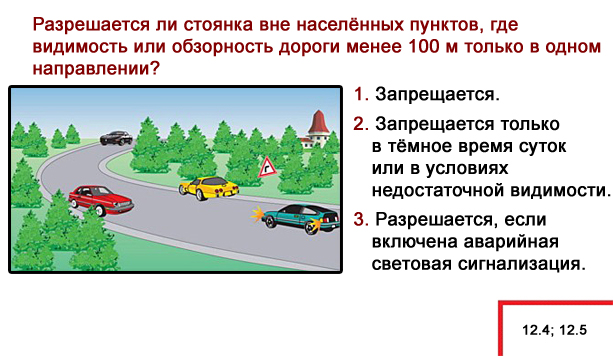 Разрешается ли стоянка вне населённых пунктов, где
видимость или обзорность дороги менее 100 м только в одном
направлении?
1. Запрещается.
2. Запрещается только
в тёмное время суток
или в условиях
недостаточной видимости.
3. Разрешается, если
включена аварийная
световая сигнализация.
12.4; 12.5